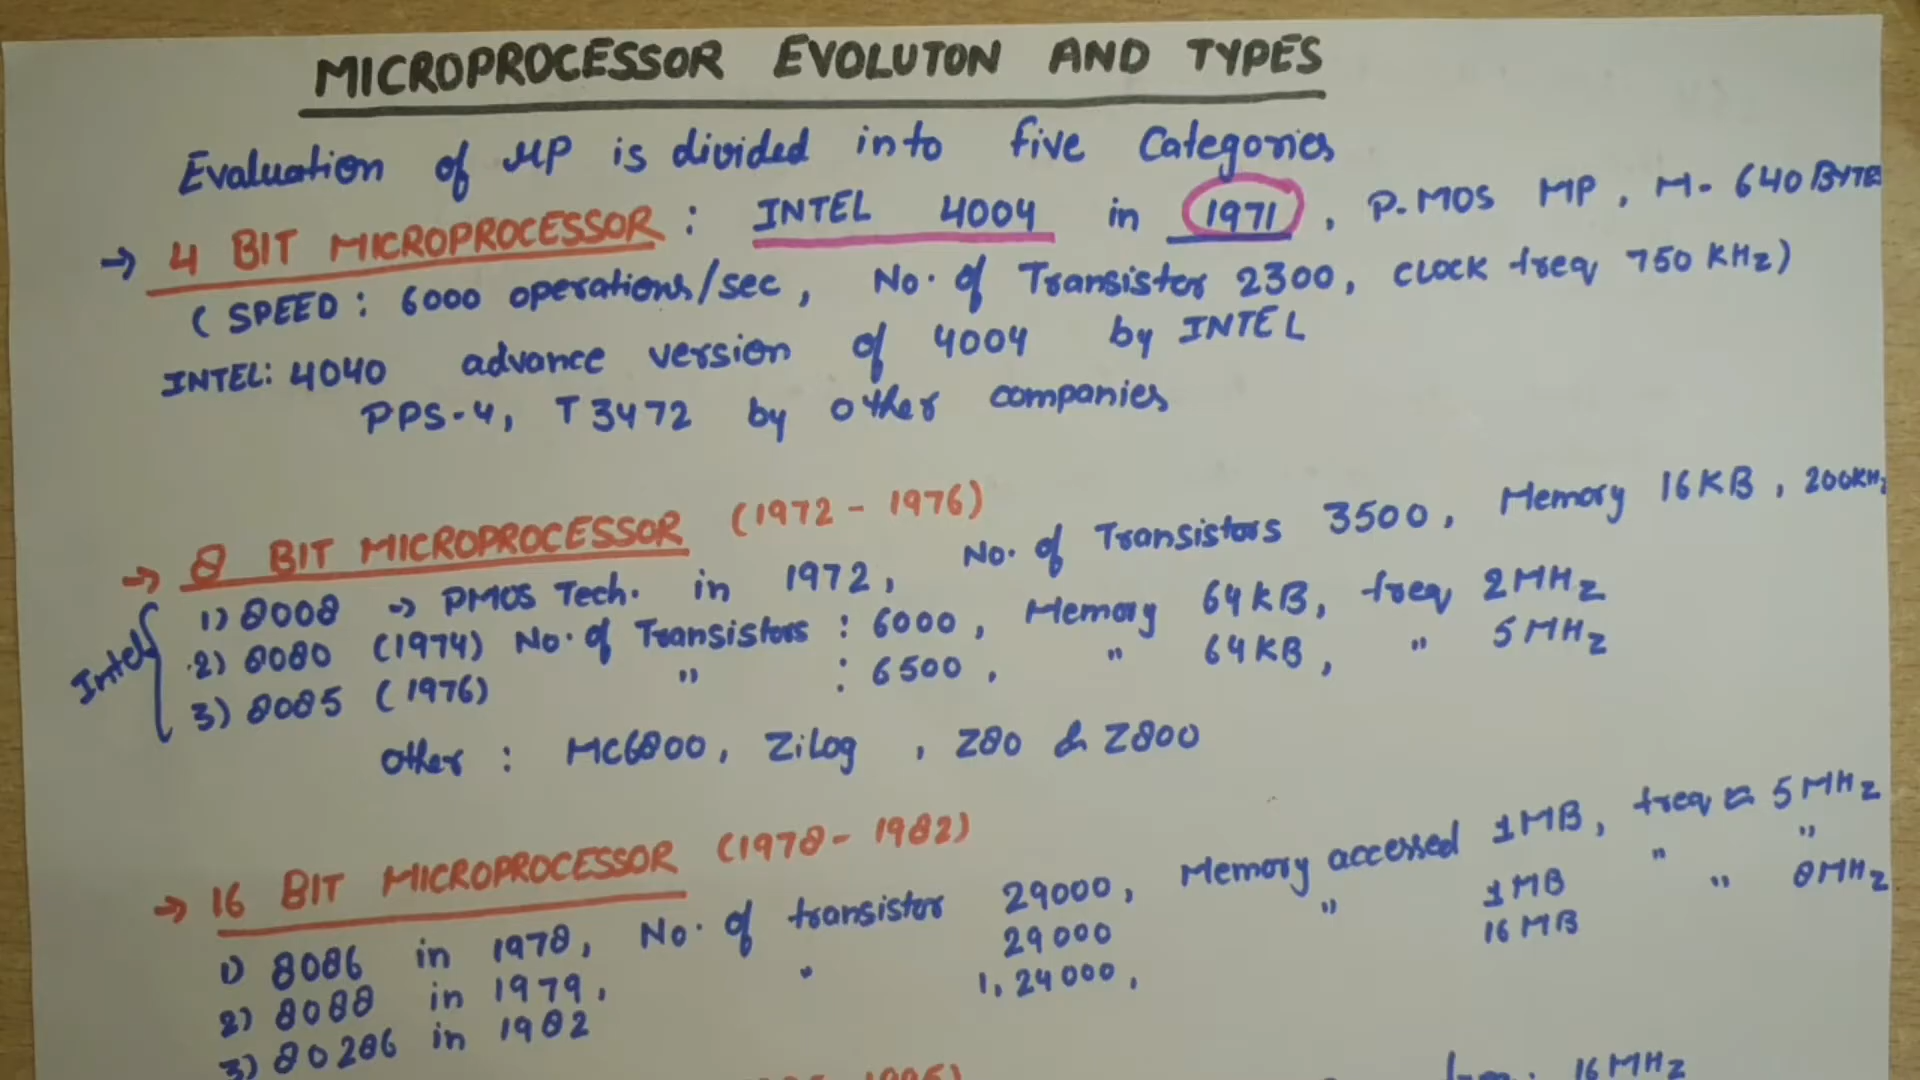 MICROPROCESSOR EVOLUTON AND TYPES
Evaluation of MP is divided into five Categories
→ 4 BIT MICROPROCESSOR : INTEL 4004 in 1971, P-MOS MP, M- 640 BYTES
( SPEED : 6000 operations/sec, No. of Transistor 2300, CLOCK freq 750 KHz)
INTEL: 4040 advance version of 4004 by INTEL
PPS-4, T3472 by other companies
→ 8 BIT MICROPROCESSOR (1972 - 1976)
Intel
1) 8008 → PMOS Tech. in 1972, No. of Transistors 3500, Memory 16KB, 200KHz
2) 8080 (1974) No. of Transistors : 6000, Memory 64KB, freq 2MHz
3) 8085 (1976) " : 6500, " 64KB, " 5MHz
other : MC6800, Zilog, Z80 & Z800
→ 16 BIT MICROPROCESSOR (1978 - 1982)
1) 8086 in 1978, No. of transistor 29000, Memory accessed 1MB, freq = 5MHz
2) 8088 in 1979, " 29000 " 1MB " "
3) 80286 in 1982 1,24000, 16MB " 8MHz
16MHz